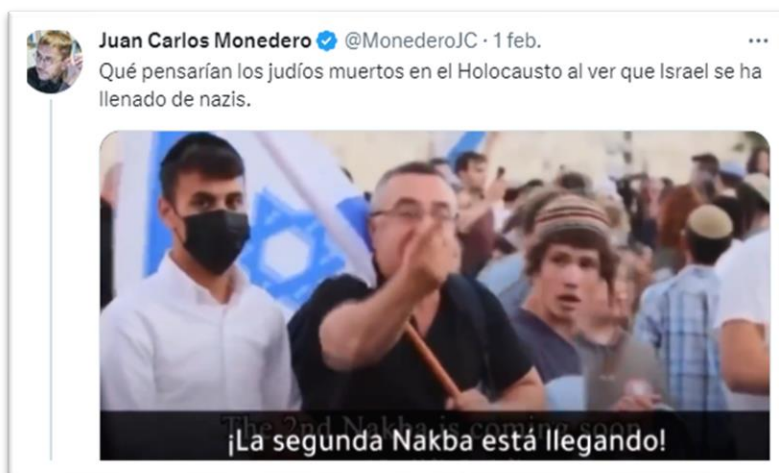 Juan Carlos Monedero @MonederoJC · 1 feb.
Qué pensarían los judíos muertos en el Holocausto al ver que Israel se ha
llenado de nazis.
The 2nd Nakba is coming soon
¡La segunda Nakba está llegando!